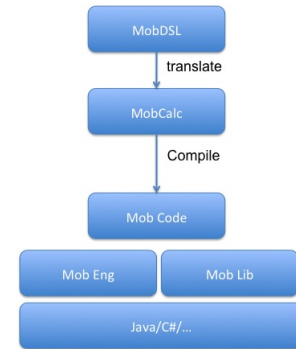 MobDSL
translate
MobCalc
Compile
Mob Code
Mob Eng
Mob Lib
Java/C#/...